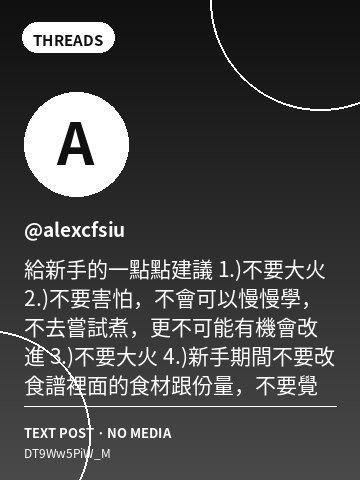 THREADS
A
@alexcfsiu
給新手的一點點建議 1.)不要大火
2.)不要害怕，不會可以慢慢學，
不去嘗試煮，更不可能有機會改
進 3.)不要大火 4.)新手期間不要改
食譜裡面的食材跟份量，不要覺
TEXT POST · NO MEDIA
DT9Ww5PiW_M